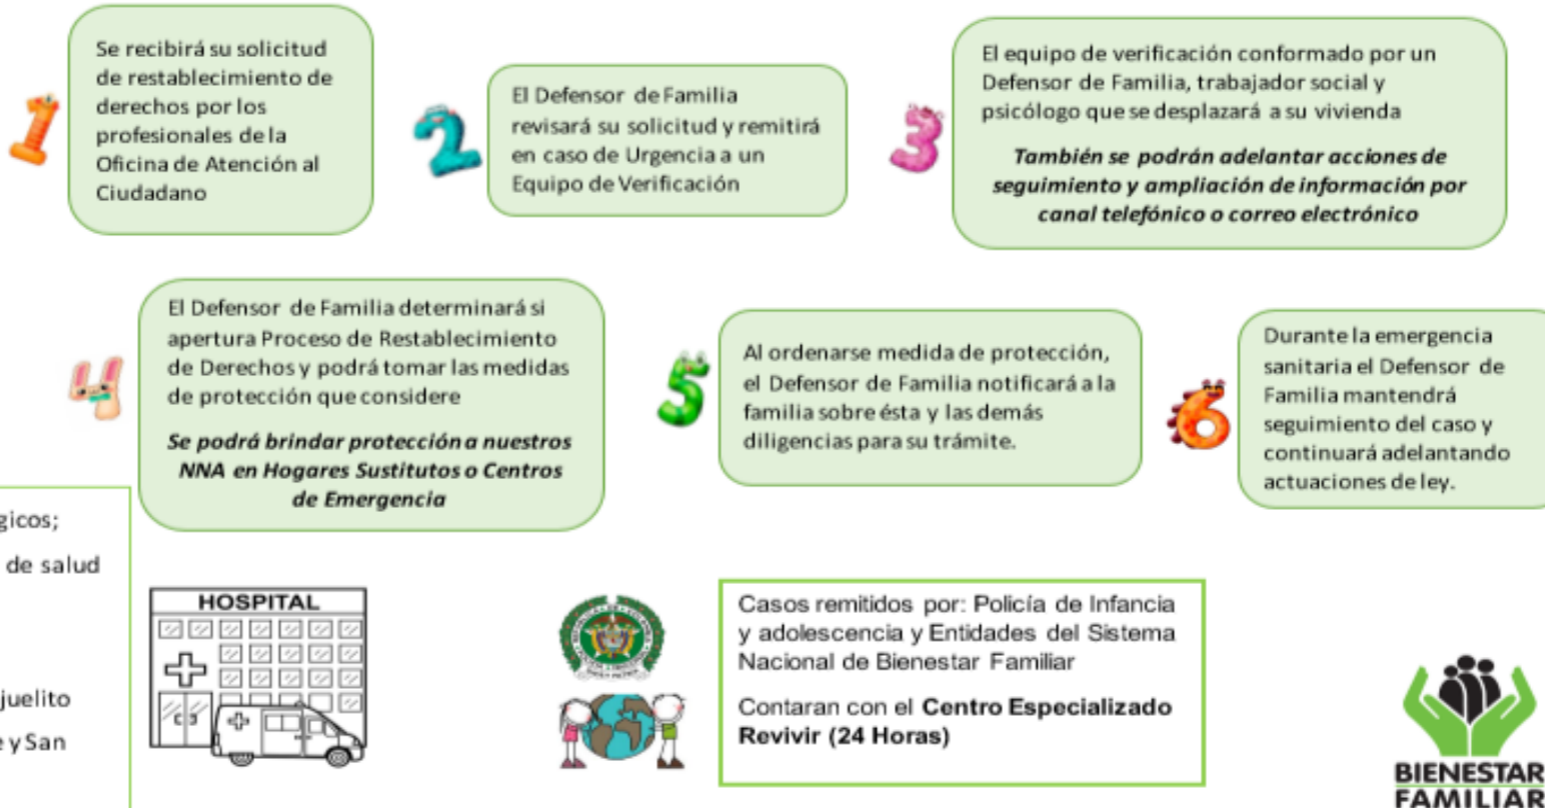 1
Se recibirá su solicitud
de restablecimiento de
derechos por los
profesionales de la
Oficina de Atención al
Ciudadano
2
El Defensor de Familia
revisará su solicitud y remitirá
en caso de Urgencia a un
Equipo de Verificación
3
El equipo de verificación conformado por un
Defensor de Familia, trabajador social y
psicólogo que se desplazará a su vivienda
También se podrán adelantar acciones de
seguimiento y ampliación de información por
canal telefónico o correo electrónico
4
El Defensor de Familia determinará si
apertura Proceso de Restablecimiento
de Derechos y podrá tomar las medidas
de protección que considere
Se podrá brindar protección a nuestros
NNA en Hogares Sustitutos o Centros
de Emergencia
5
Al ordenarse medida de protección,
el Defensor de Familia notificará a la
familia sobre ésta y las demás
diligencias para su trámite.
6
Durante la emergencia
sanitaria el Defensor de
Familia mantendrá
seguimiento del caso y
continuará adelantando
actuaciones de ley.
gicos;
de salud
juelito
e y San
HOSPITAL
Casos remitidos por: Policía de Infancia
y adolescencia y Entidades del Sistema
Nacional de Bienestar Familiar
Contaran con el Centro Especializado
Revivir (24 Horas)
BIENESTAR
FAMILIAR